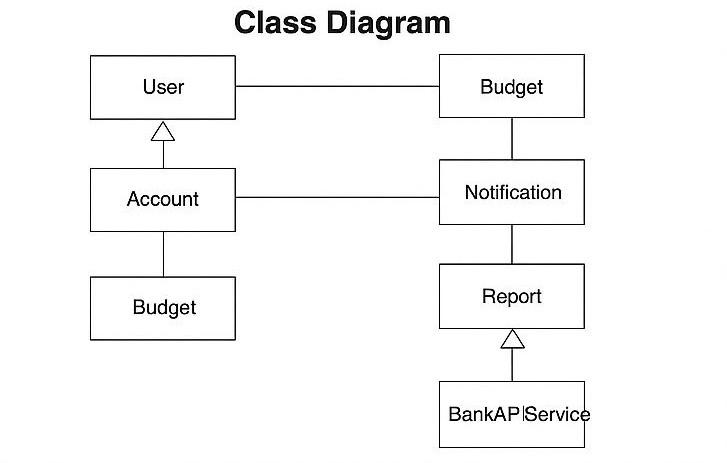 Class Diagram
User
Budget
Account
Notification
Budget
Report
BankAP|Service